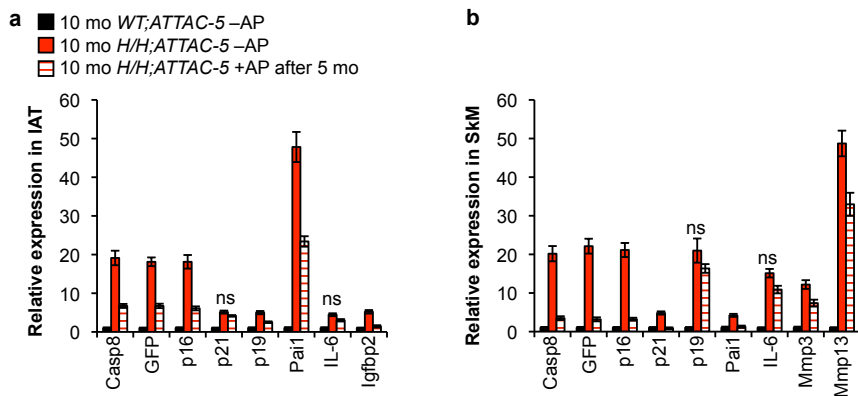 a
10 mo WT;ATTAC-5 –AP
10 mo H/H;ATTAC-5 –AP
10 mo H/H;ATTAC-5 +AP after 5 mo
Relative expression in IAT
60
50
40
30
20
10
0
ns
ns
Casp8
GFP
p16
p21
p19
Pai1
IL-6
Igfbp2
b
Relative expression in SkM
60
50
40
30
20
10
0
ns
ns
Casp8
GFP
p16
p21
p19
Pai1
IL-6
Mmp3
Mmp13